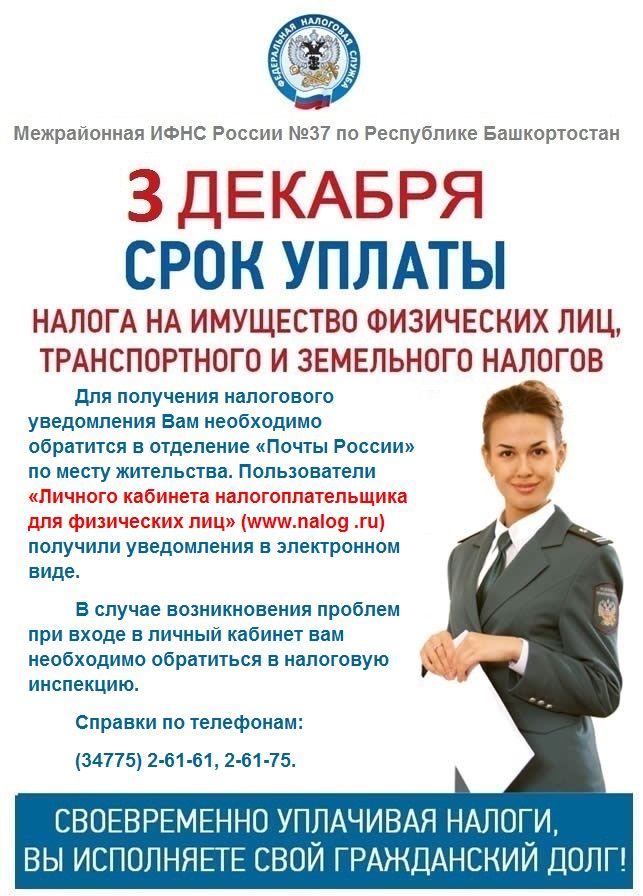 ФЕДЕРАЛЬНАЯ НАЛОГОВАЯ СЛУЖБА
Межрайонная ИФНС России №37 по Республике Башкортостан
3 ДЕКАБРЯ
СРОК УПЛАТЫ
НАЛОГА НА ИМУЩЕСТВО ФИЗИЧЕСКИХ ЛИЦ,
ТРАНСПОРТНОГО И ЗЕМЕЛЬНОГО НАЛОГОВ
Для получения налогового
уведомления Вам необходимо
обратится в отделение «Почты России»
по месту жительства. Пользователи
«Личного кабинета налогоплательщика
для физических лиц» (www.nalog .ru)
получили уведомления в электронном
виде.
В случае возникновения проблем
при входе в личный кабинет вам
необходимо обратиться в налоговую
инспекцию.
Справки по телефонам:
(34775) 2-61-61, 2-61-75.
СВОЕВРЕМЕННО УПЛАЧИВАЯ НАЛОГИ,
ВЫ ИСПОЛНЯЕТЕ СВОЙ ГРАЖДАНСКИЙ ДОЛГ!